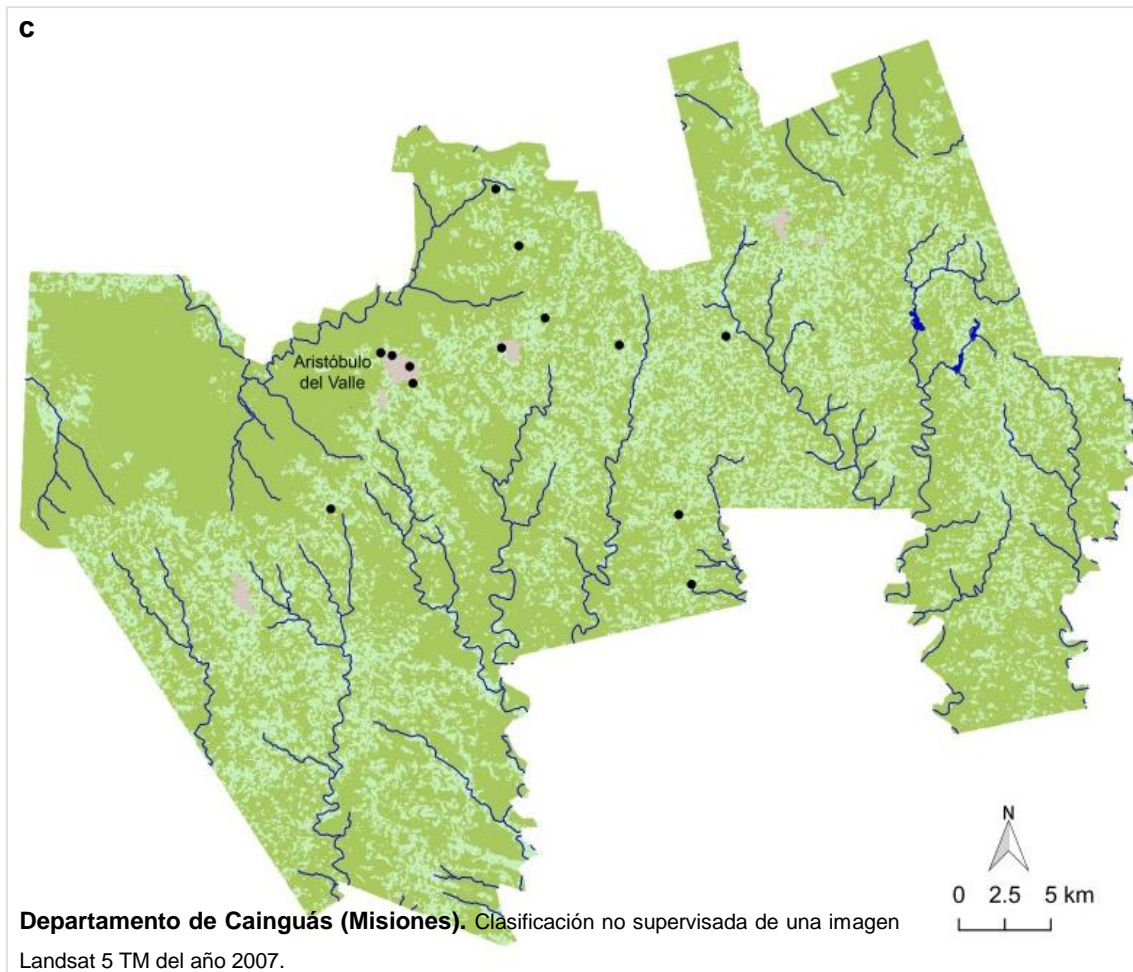 c
Aristóbulo
del Valle
N
0 2.5 5 km
Departamento de Cainguás (Misiones). Clasificación no supervisada de una imagen
Landsat 5 TM del año 2007.